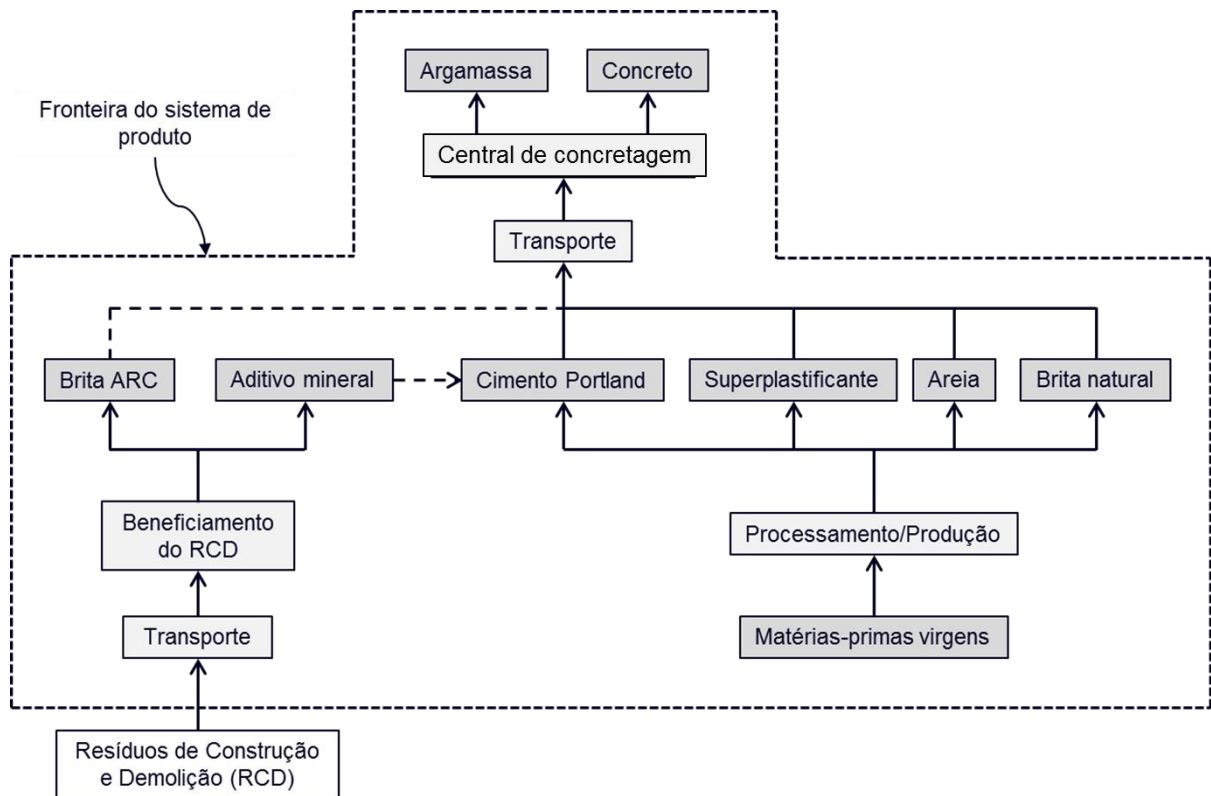 Argamassa
Concreto
Fronteira do sistema de
produto
Central de concretagem
Transporte
Brita ARC
Aditivo mineral
Cimento Portland
Superplastificante
Areia
Brita natural
Beneficiamento
do RCD
Processamento/Produção
Transporte
Matérias-primas virgens
Resíduos de Construção
e Demolição (RCD)